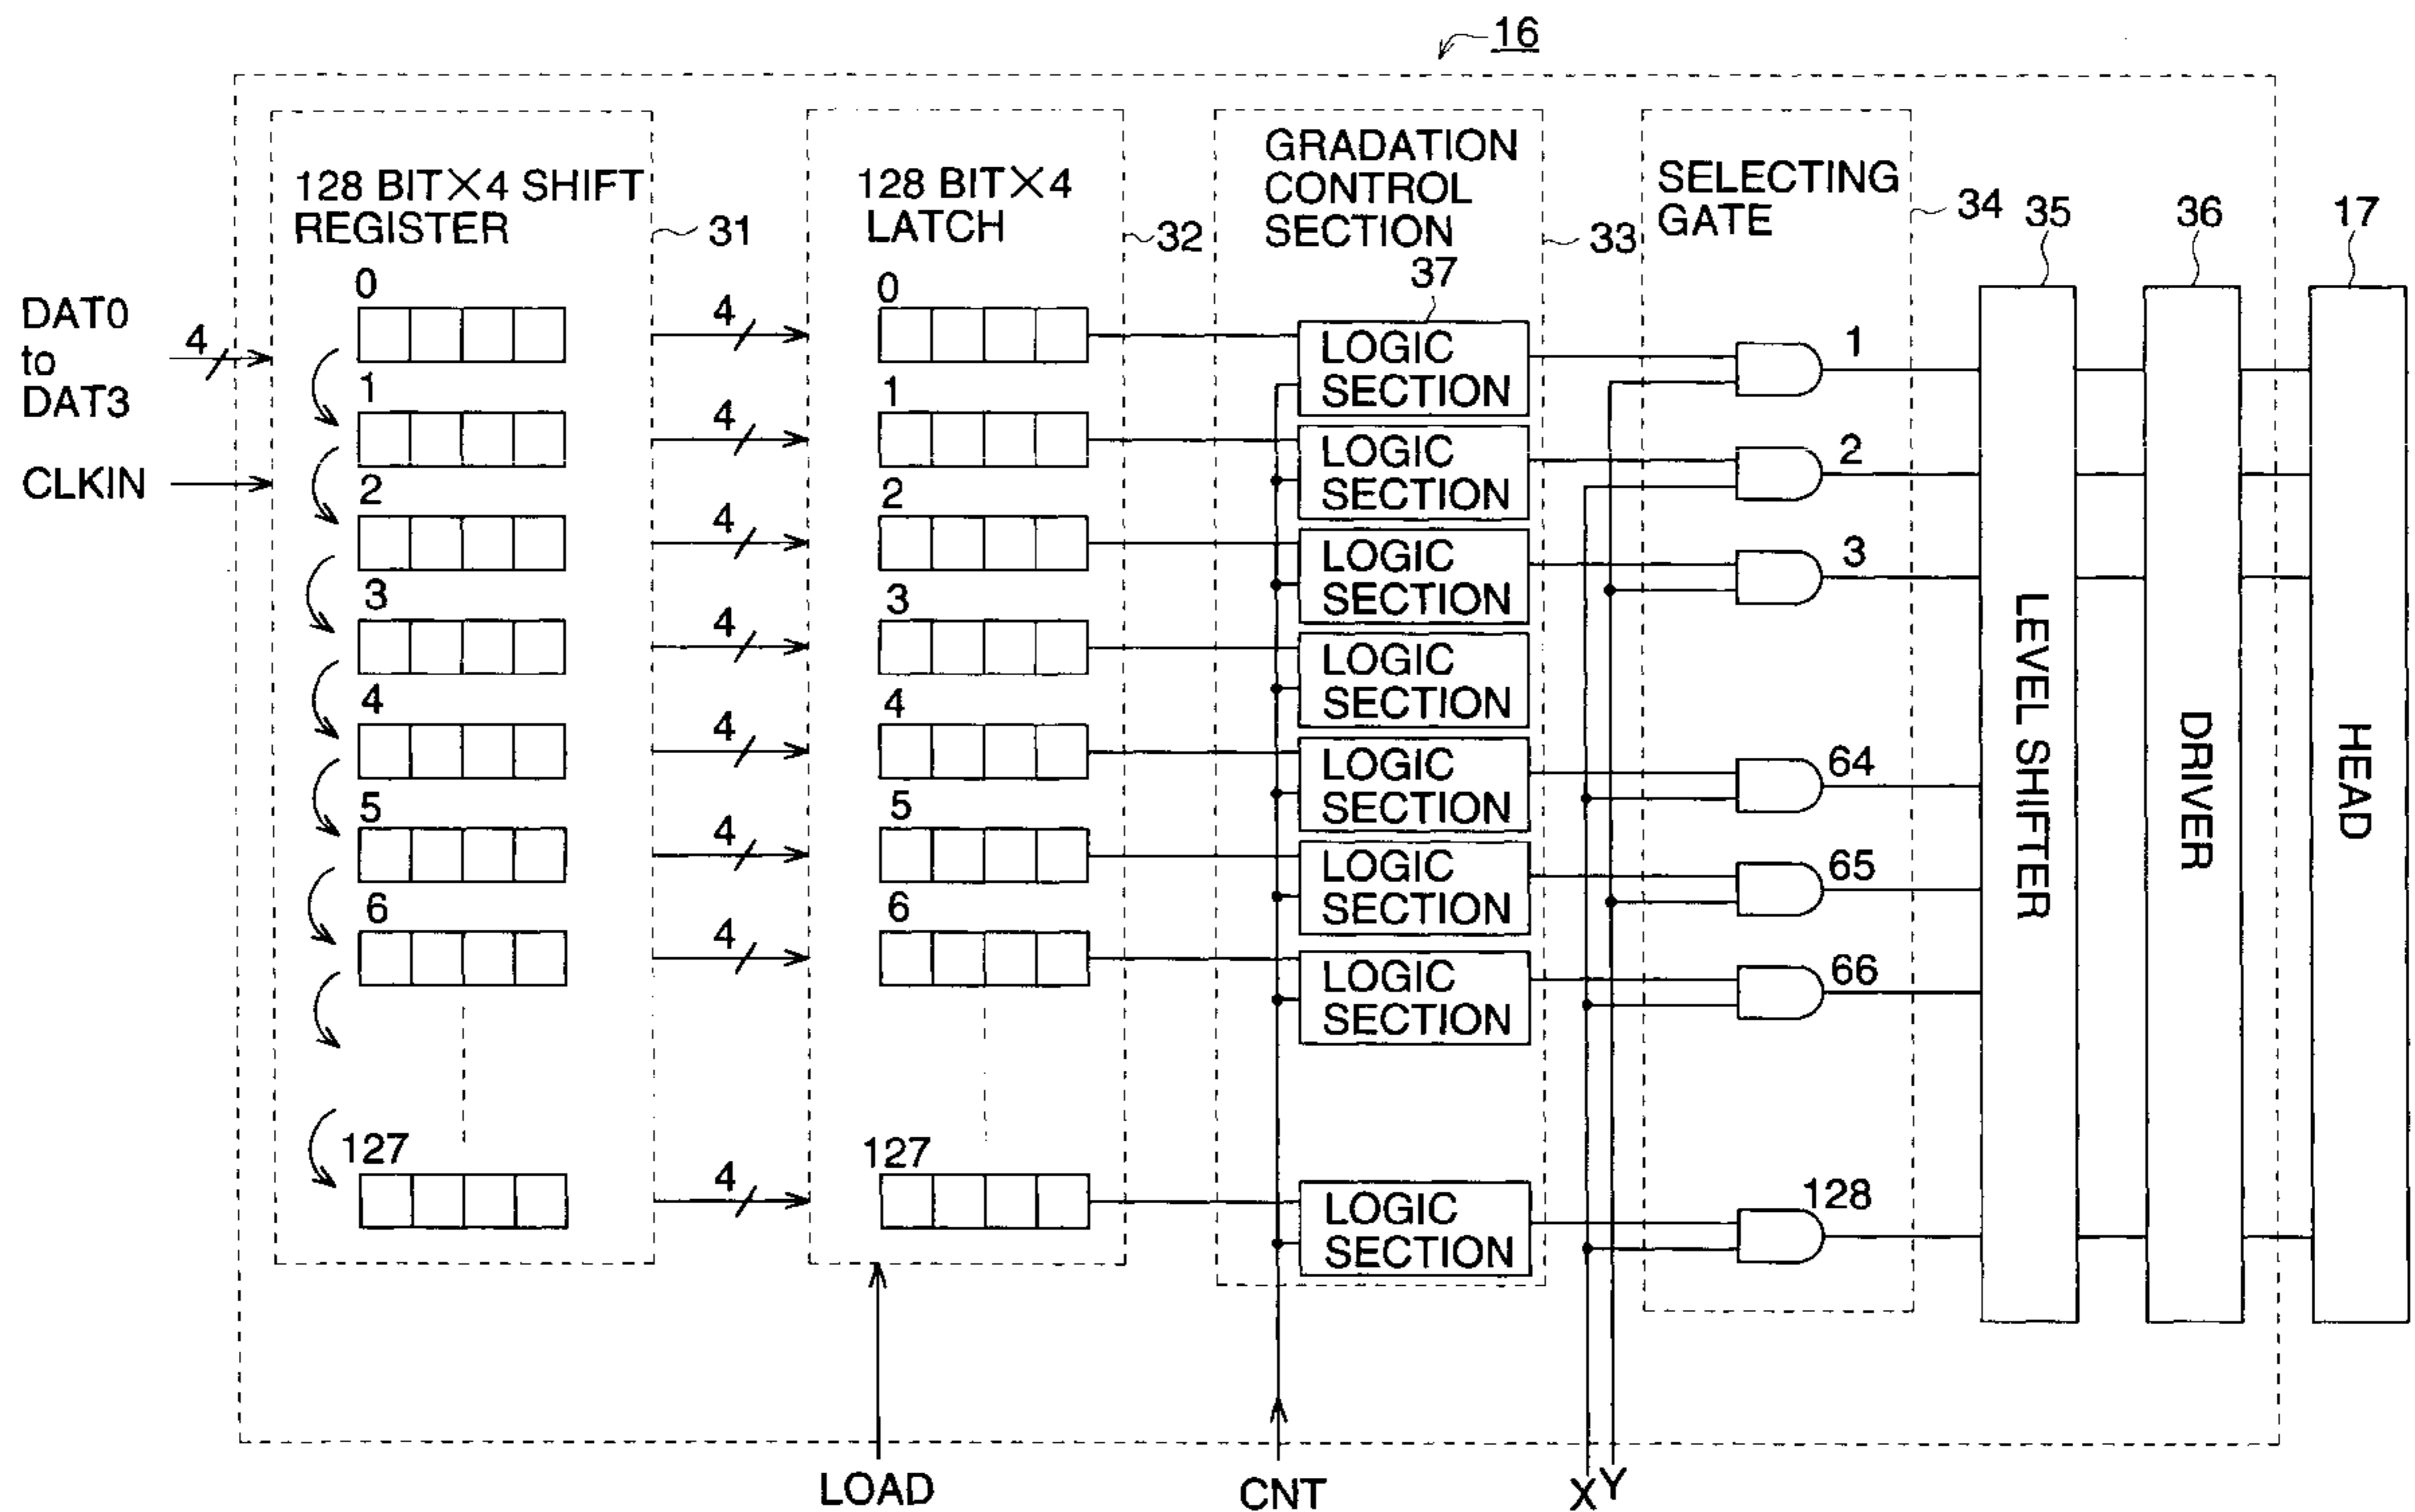 16
128 BIT×4 SHIFT
REGISTER
31
128 BIT×4
LATCH
32
GRADATION
CONTROL
SECTION
33
37
SELECTING
GATE
34
35
36
17
DAT0
to
DAT3
4
CLKIN
0
1
2
3
4
5
6
127
4
4
4
4
4
4
4
4
0
1
2
3
4
5
6
127
LOGIC
SECTION
LOGIC
SECTION
LOGIC
SECTION
LOGIC
SECTION
LOGIC
SECTION
LOGIC
SECTION
LOGIC
SECTION
LOGIC
SECTION
1
2
3
64
65
66
128
LEVEL SHIFTER
DRIVER
HEAD
LOAD
CNT
X
Y